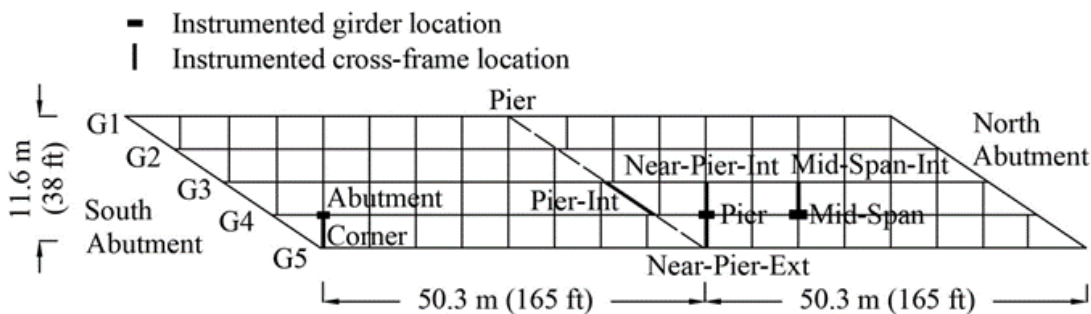 Instrumented girder location
Instrumented cross-frame location
Pier
G1
G2
G3
G4
G5
11.6 m
(38 ft)
South
Abutment
Abutment
Corner
Near-Pier-Int
Mid-Span-Int
Pier-Int
Pier
Mid-Span
North
Abutment
Near-Pier-Ext
50.3 m (165 ft)
50.3 m (165 ft)